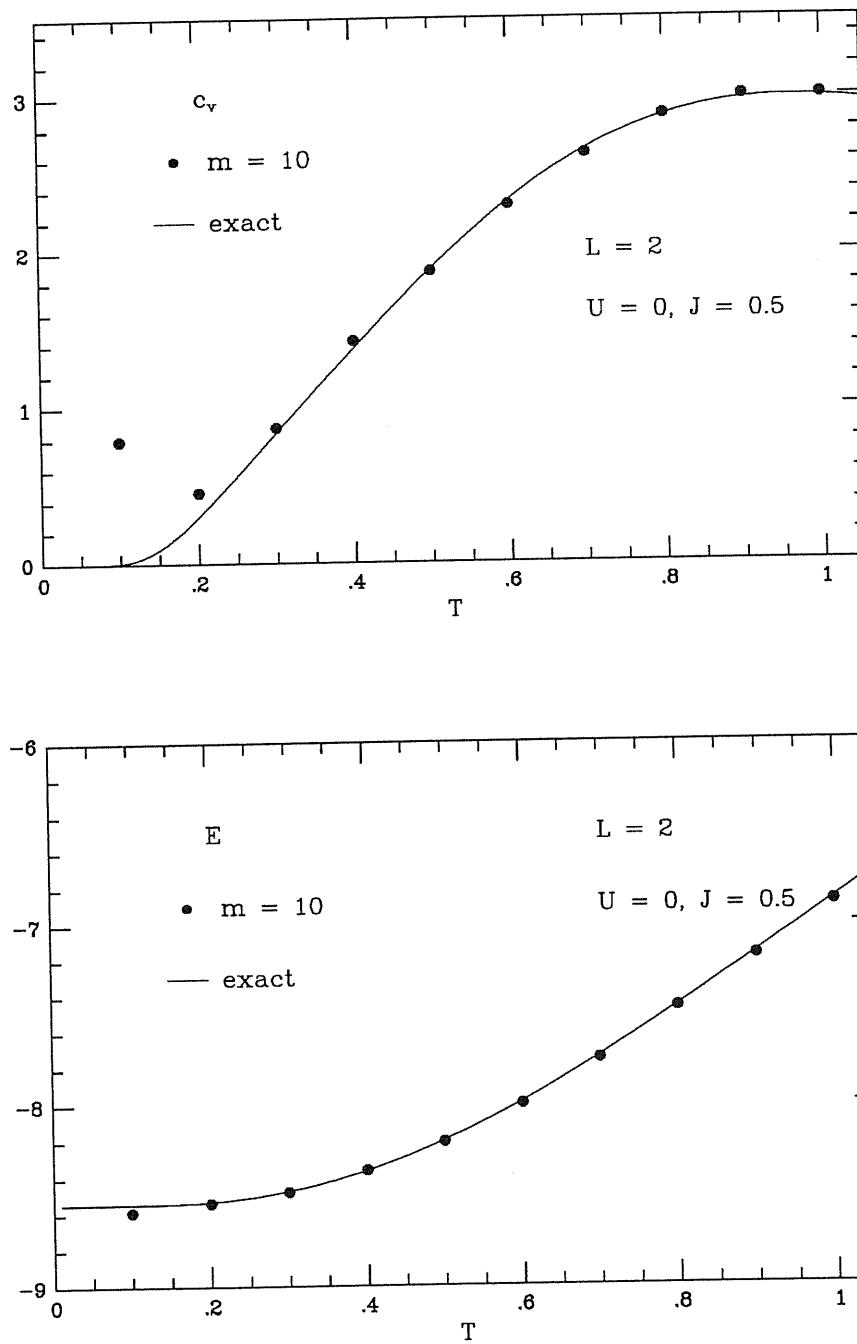 3
c_v
m = 10
exact
2
L = 2
U = 0, J = 0.5
1
0
0 .2 .4 .6 .8 1
T
-6
E
L = 2
m = 10
U = 0, J = 0.5
-7
exact
-8
-9
0 .2 .4 .6 .8 1
T